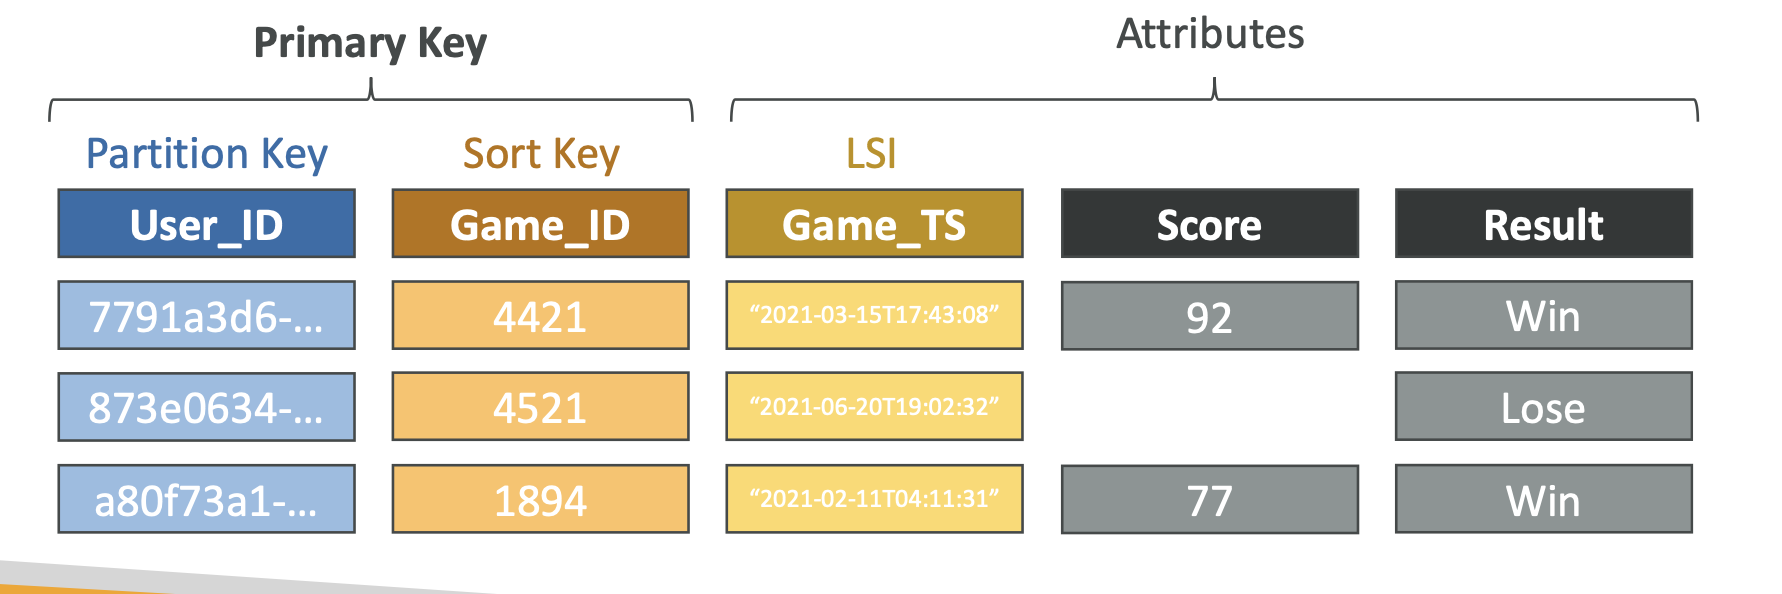 Primary Key
Attributes
Partition Key
Sort Key
LSI
User_ID
Game_ID
Game_TS
Score
Result
7791a3d6-...
4421
“2021-03-15T17:43:08”
92
Win
873e0634-...
4521
“2021-06-20T19:02:32”
Lose
a80f73a1-...
1894
“2021-02-11T04:11:31”
77
Win